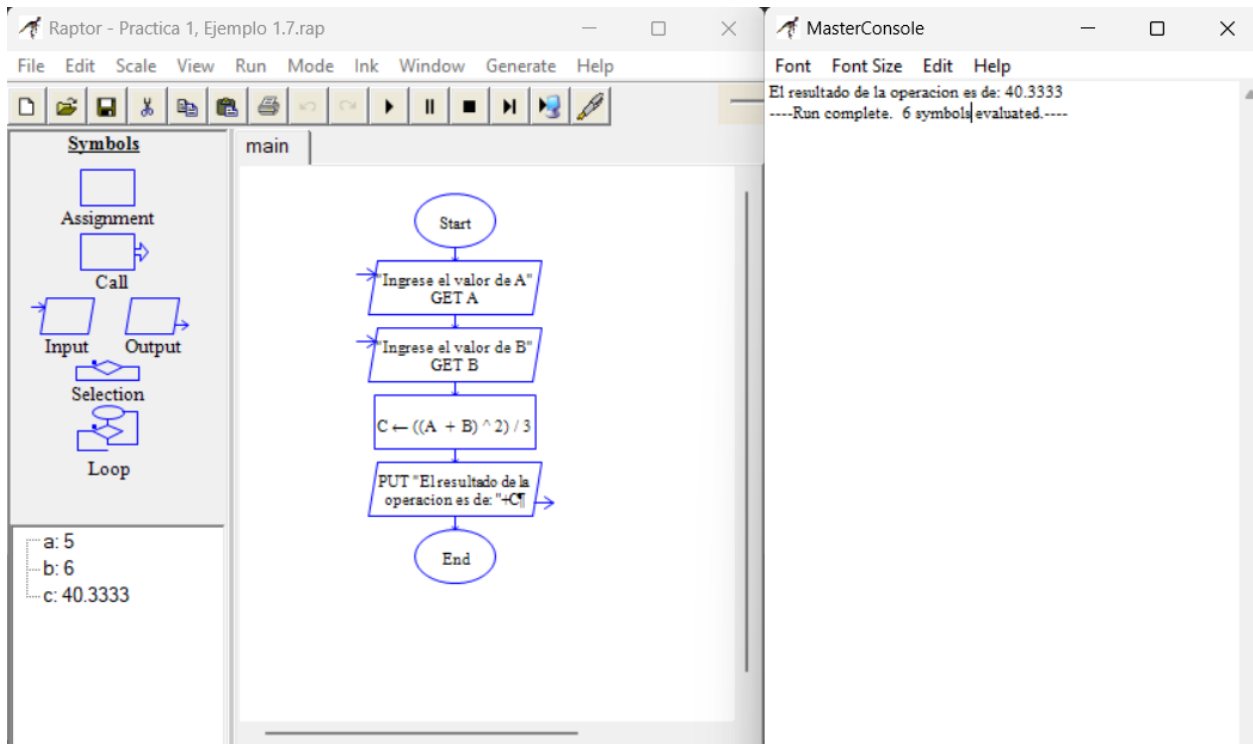 Raptor - Practica 1, Ejemplo 1.7.rap
File Edit Scale View Run Mode Ink Window Generate Help
Symbols
Assignment
Call
Input Output
Selection
Loop
a: 5
b: 6
c: 40.3333
main
Start
"Ingrese el valor de A"
GET A
"Ingrese el valor de B"
GET B
C ← ((A + B) ^ 2) / 3
PUT "El resultado de la
operacion es de: "+C¶
End
MasterConsole
Font Font Size Edit Help
El resultado de la operacion es de: 40.3333
----Run complete. 6 symbols evaluated.----